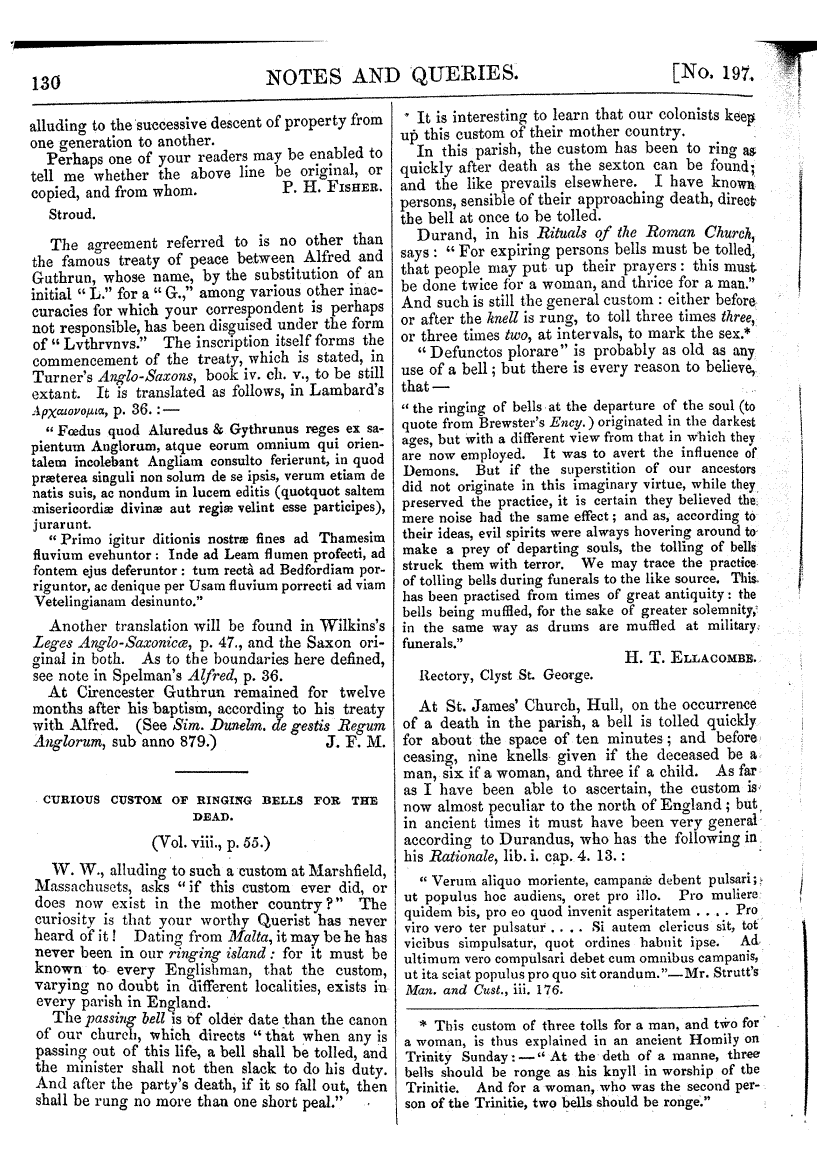 130 NOTES AND QUERIES. [No. 197.
alluding to the successive descent of property from
one generation to another.
Perhaps one of your readers may be enabled to
tell me whether the above line be original, or
copied, and from whom. P. H. FISHER.
Stroud.
The agreement referred to is no other than
the famous treaty of peace between Alfred and
Guthrun, whose name, by the substitution of an
initial “ L.” for a “ G.,” among various other inac-
curacies for which your correspondent is perhaps
not responsible, has been disguised under the form
of “ Lvthrvnvs.” The inscription itself forms the
commencement of the treaty, which is stated, in
Turner's Anglo-Saxons, book iv. ch. v., to be still
extant. It is translated as follows, in Lambard's
Αρχαιονομια, p. 36. : —
“ Fœdus quod Aluredus & Gythrunus reges ex sa-
pientum Anglorum, atque eorum omnium qui orien-
talem incolebant Angliam consulto ferierunt, in quod
præterea singuli non solum de se ipsis, verum etiam de
natis suis, ac nondum in lucem editis (quotquot saltem
misericordiæ divinæ aut regiæ velint esse participes),
jurarunt.
“ Primo igitur ditionis nostræ fines ad Thamesim
fluvium evehuntor : Inde ad Leam flumen profecti, ad
fontem ejus deferuntor : tum rectà ad Bedfordiam por-
riguntor, ac denique per Usam fluvium porrecti ad viam
Vetelingianam desinunto.”
Another translation will be found in Wilkins's
Leges Anglo-Saxonicæ, p. 47., and the Saxon ori-
ginal in both. As to the boundaries here defined,
see note in Spelman's Alfred, p. 36.
At Cirencester Guthrun remained for twelve
months after his baptism, according to his treaty
with Alfred. (See Sim. Dunelm. de gestis Regum
Anglorum, sub anno 879.) J. F. M.
CURIOUS CUSTOM OF RINGING BELLS FOR THE
DEAD.
(Vol. viii., p. 55.)
W. W., alluding to such a custom at Marshfield,
Massachusets, asks “ if this custom ever did, or
does now exist in the mother country ?” The
curiosity is that your worthy Querist has never
heard of it ! Dating from Malta, it may be he has
never been in our ringing island : for it must be
known to every Englishman, that the custom,
varying no doubt in different localities, exists in
every parish in England.
The passing bell is of older date than the canon
of our church, which directs “ that when any is
passing out of this life, a bell shall be tolled, and
the minister shall not then slack to do his duty.
And after the party's death, if it so fall out, then
shall be rung no more than one short peal.”
It is interesting to learn that our colonists keep
up this custom of their mother country.
In this parish, the custom has been to ring as
quickly after death as the sexton can be found;
and the like prevails elsewhere. I have known
persons, sensible of their approaching death, direct
the bell at once to be tolled.
Durand, in his Rituals of the Roman Church,
says : “ For expiring persons bells must be tolled,
that people may put up their prayers : this must
be done twice for a woman, and thrice for a man.”
And such is still the general custom : either before
or after the knell is rung, to toll three times three,
or three times two, at intervals, to mark the sex.*
“ Defunctos plorare” is probably as old as any
use of a bell ; but there is every reason to believe,
that —
“ the ringing of bells at the departure of the soul (to
quote from Brewster's Ency.) originated in the darkest
ages, but with a different view from that in which they
are now employed. It was to avert the influence of
Demons. But if the superstition of our ancestors
did not originate in this imaginary virtue, while they
preserved the practice, it is certain they believed the
mere noise had the same effect ; and as, according to
their ideas, evil spirits were always hovering around to
make a prey of departing souls, the tolling of bells
struck them with terror. We may trace the practice
of tolling bells during funerals to the like source. This
has been practised from times of great antiquity : the
bells being muffled, for the sake of greater solemnity,
in the same way as drums are muffled at military
funerals.”
H. T. ELLACOMBE.
Rectory, Clyst St. George.
At St. James' Church, Hull, on the occurrence
of a death in the parish, a bell is tolled quickly
for about the space of ten minutes ; and before
ceasing, nine knells given if the deceased be a
man, six if a woman, and three if a child. As far
as I have been able to ascertain, the custom is
now almost peculiar to the north of England ; but
in ancient times it must have been very general
according to Durandus, who has the following in
his Rationale, lib. i. cap. 4. 13. :
“ Verum aliquo moriente, campanæ debent pulsari ;
ut populus hoc audiens, oret pro illo. Pro muliere
quidem bis, pro eo quod invenit asperitatem . . . . Pro
viro vero ter pulsatur . . . . Si autem clericus sit, tot
vicibus simpulsatur, quot ordines habuit ipse. Ad
ultimum vero compulsari debet cum omnibus campanis,
ut ita sciat populus pro quo sit orandum.”—Mr. Strutt's
Man. and Cust., iii. 176.
* This custom of three tolls for a man, and two for
a woman, is thus explained in an ancient Homily on
Trinity Sunday : — “ At the deth of a manne, three
bells should be ronge as his knyll in worship of the
Trinitie. And for a woman, who was the second per-
son of the Trinitie, two bells should be ronge.”